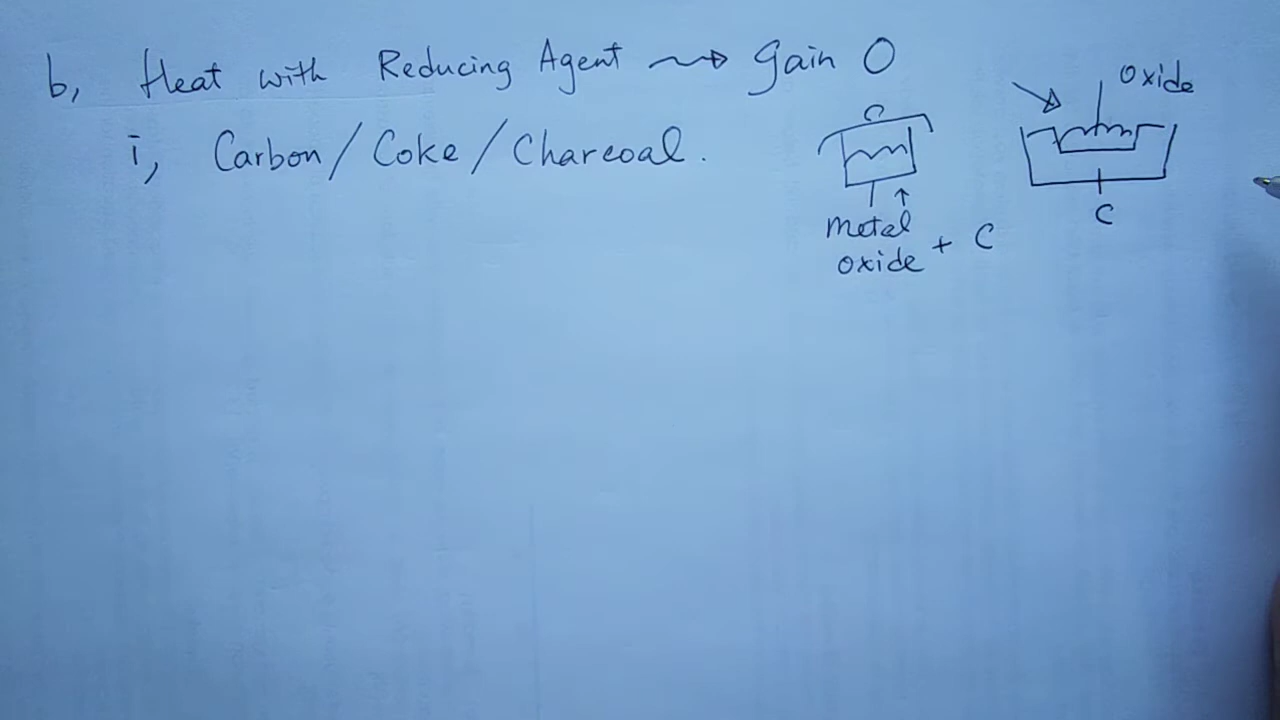 b, Heat with Reducing Agent ⇝ gain O
i, Carbon / Coke / Charcoal.
metal
oxide + C
oxide
C